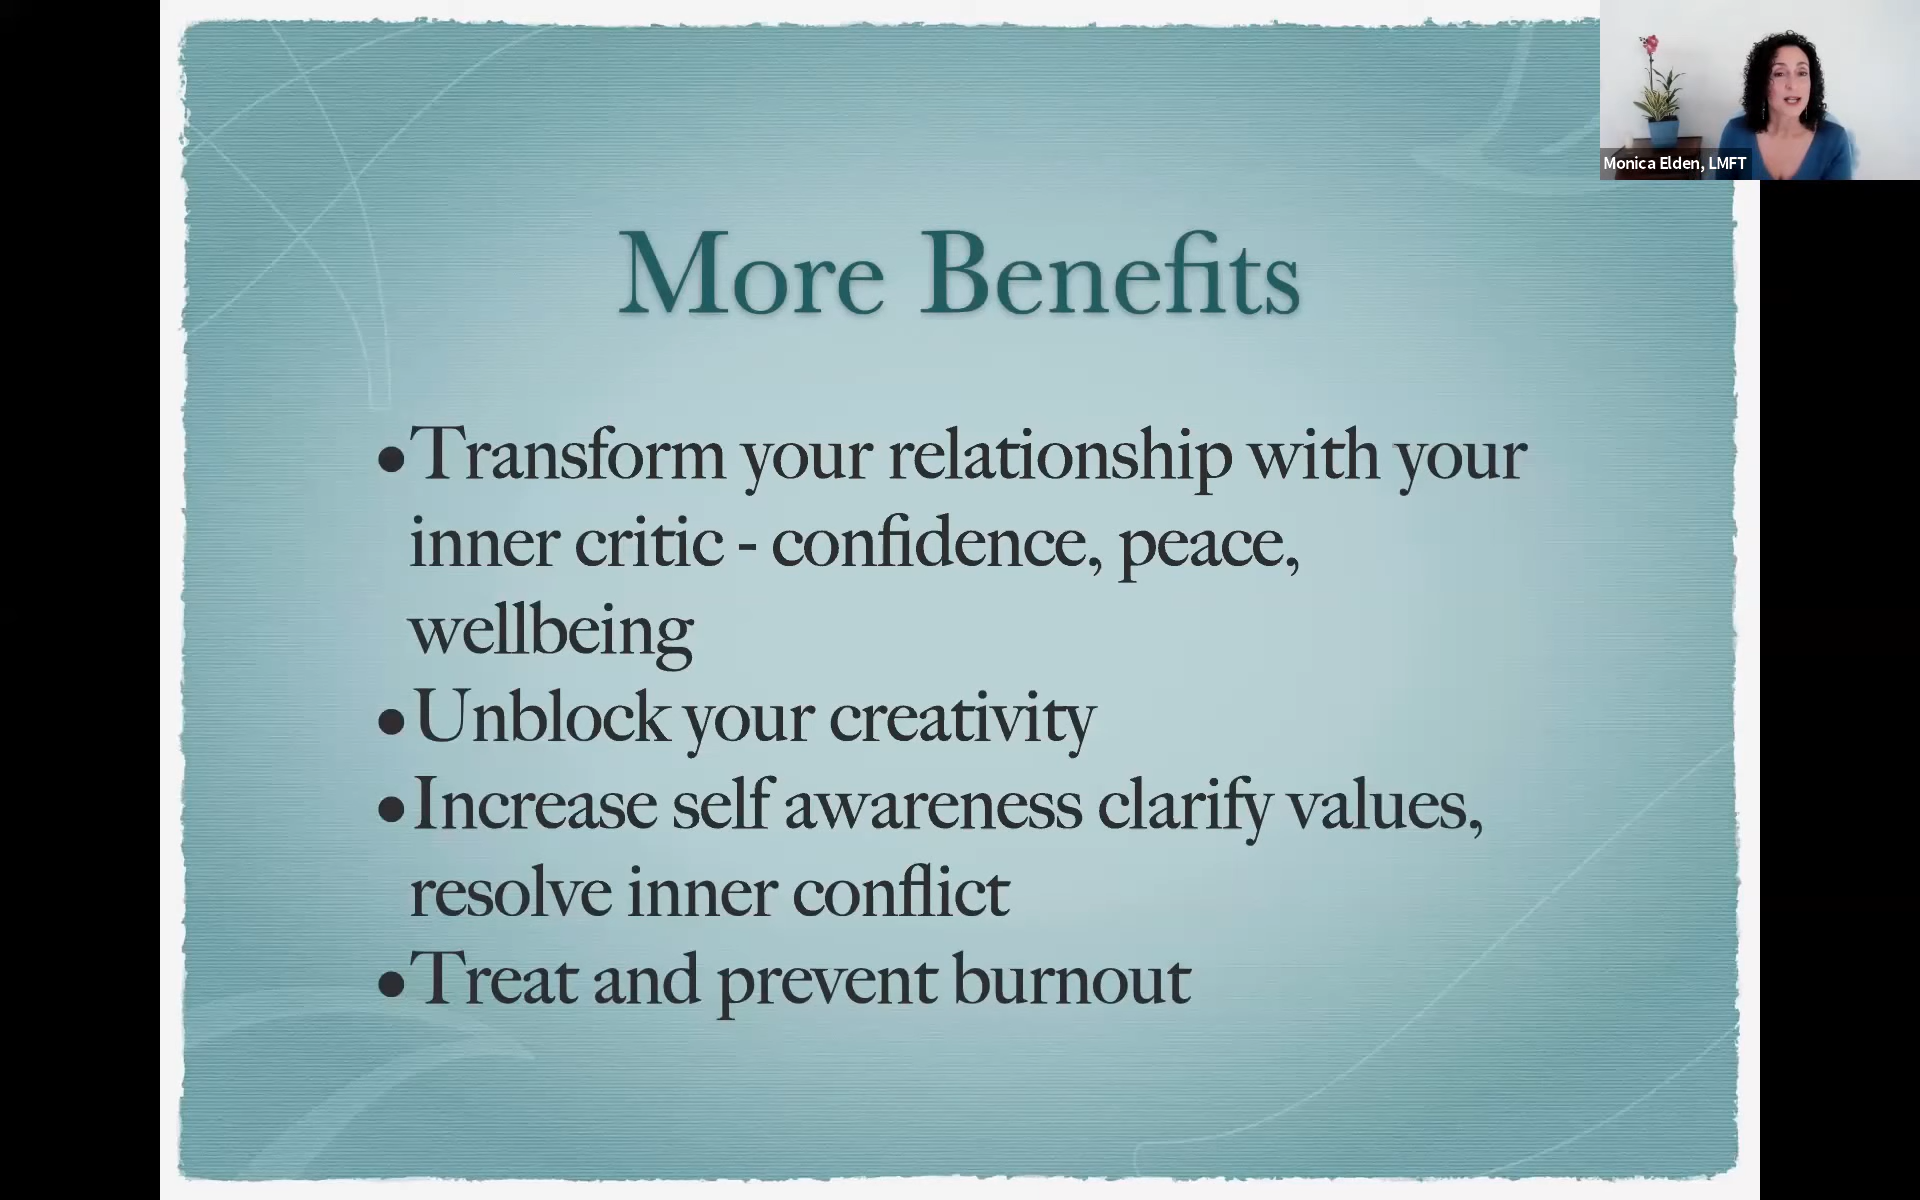 Monica Elden, LMFT
More Benefits
•Transform your relationship with your
inner critic - confidence, peace,
wellbeing
•Unblock your creativity
•Increase self awareness clarify values,
resolve inner conflict
•Treat and prevent burnout